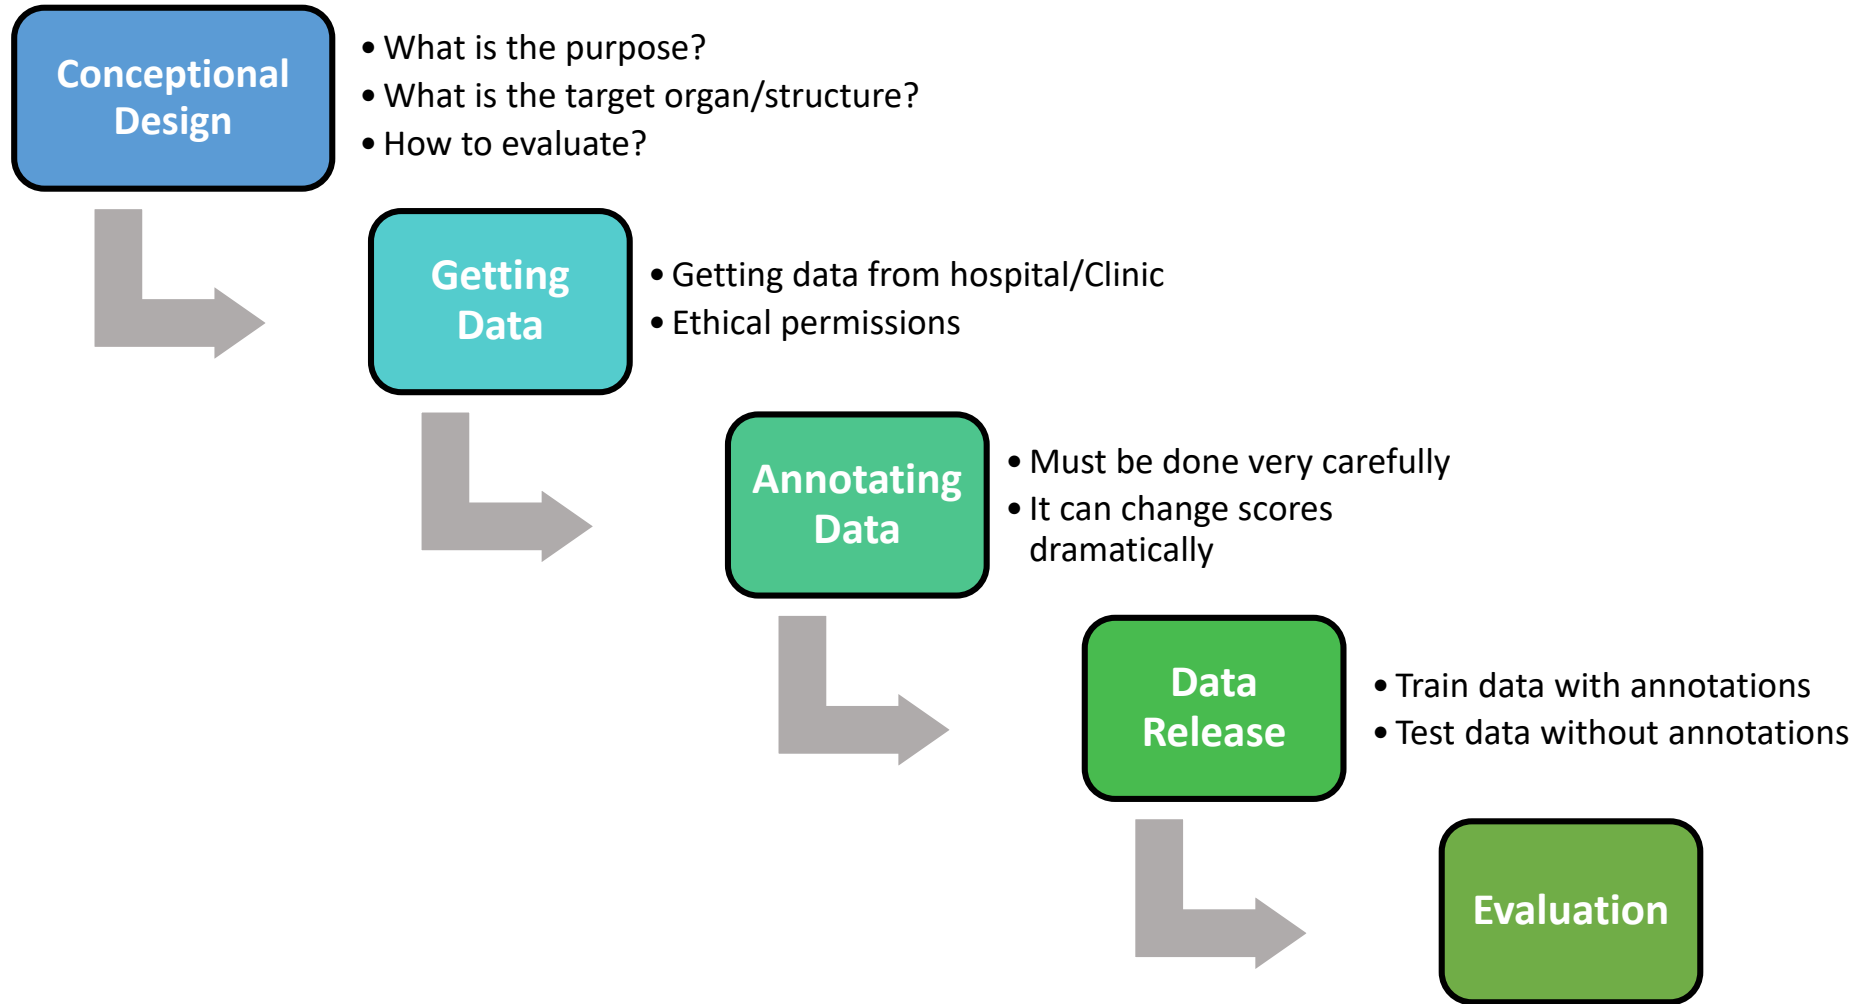 Conceptional
Design
• What is the purpose?
• What is the target organ/structure?
• How to evaluate?
Getting
Data
• Getting data from hospital/Clinic
• Ethical permissions
Annotating
Data
• Must be done very carefully
• It can change scores
dramatically
Data
Release
• Train data with annotations
• Test data without annotations
Evaluation